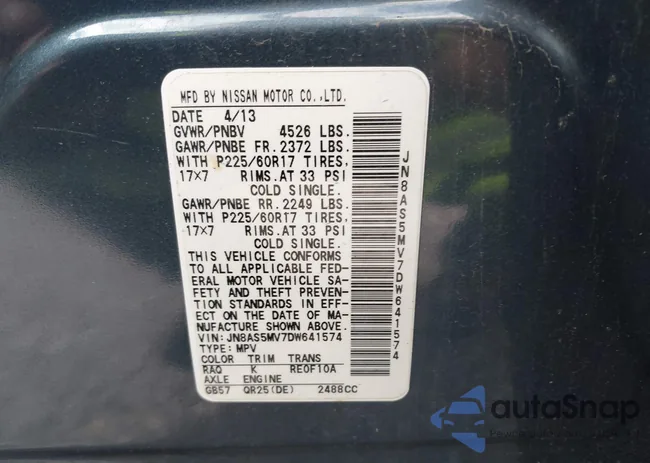 MFD BY NISSAN MOTOR CO.,LTD.
DATE 4/13
GVWR/PNBV 4526 LBS.
GAWR/PNBE FR. 2372 LBS.
WITH P225/60R17 TIRES,
17×7 RIMS.AT 33 PSI
COLD SINGLE.
GAWR/PNBE RR. 2249 LBS.
WITH P225/60R17 TIRES,
17×7 RIMS.AT 33 PSI
COLD SINGLE.
THIS VEHICLE CONFORMS
TO ALL APPLICABLE FED-
ERAL MOTOR VEHICLE SA-
FETY AND THEFT PREVEN-
TION STANDARDS IN EFF-
ECT ON THE DATE OF MA-
NUFACTURE SHOWN ABOVE.
VIN: JN8AS5MV7DW641574
TYPE: MPV
COLOR TRIM TRANS
RAQ K RE0F10A
AXLE ENGINE
GB57 QR25(DE) 2488CC
JN8AS5MV7DW641574
autoSnap